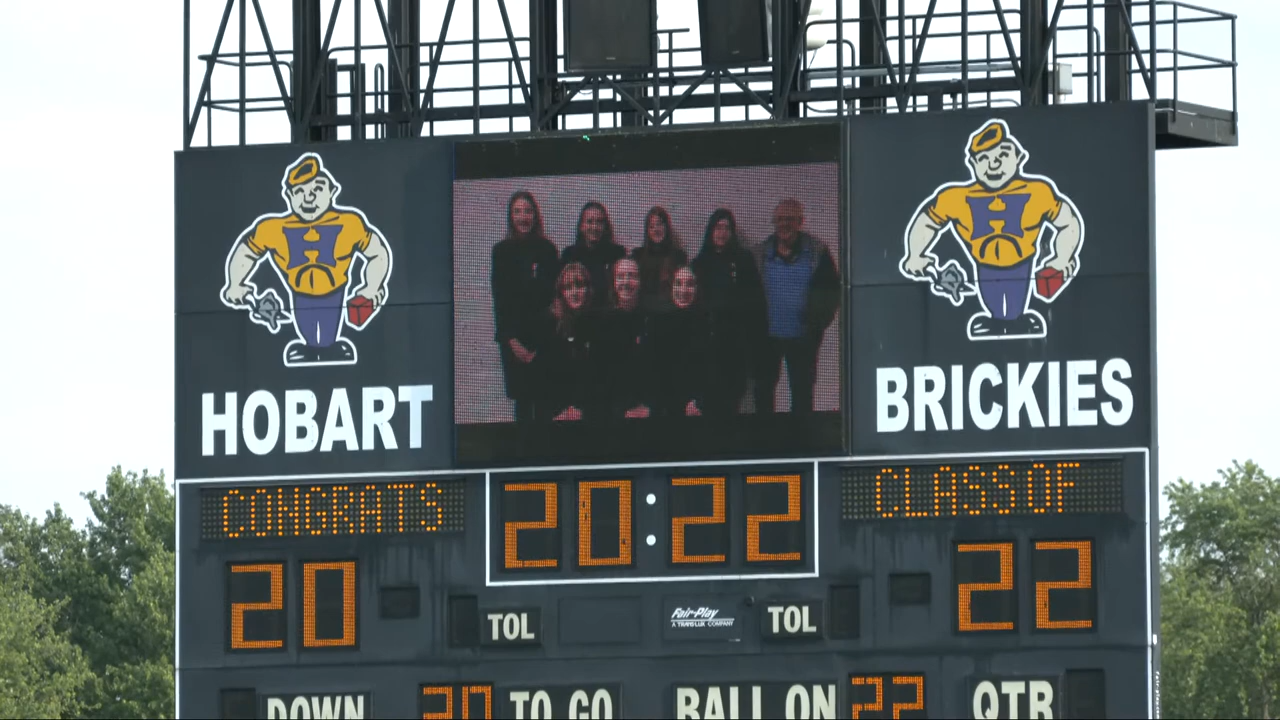 H
H
HOBART
BRICKIES
CONGRATS
20:22
CLASS OF
20
22
TOL
Fair-Play
A TRANS-LUX COMPANY
TOL
DOWN
20
TO GO
BALL ON
22
QTR